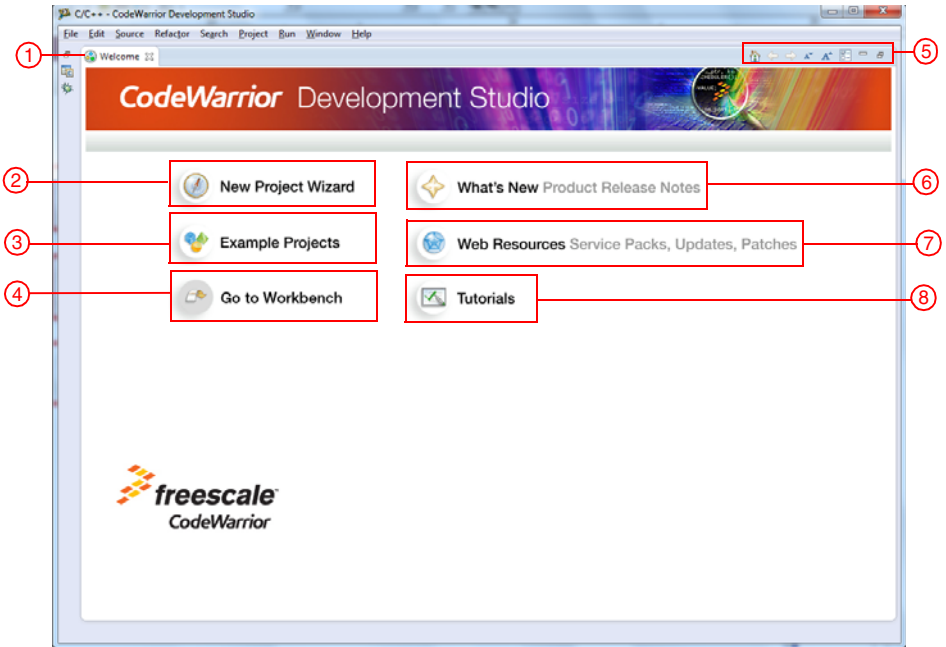 C/C++ - CodeWarrior Development Studio
File Edit Source Refactor Search Project Run Window Help
1
Welcome
5
CodeWarrior Development Studio
2
New Project Wizard
What's New Product Release Notes
6
3
Example Projects
Web Resources Service Packs, Updates, Patches
7
4
Go to Workbench
Tutorials
8
freescale
CodeWarrior